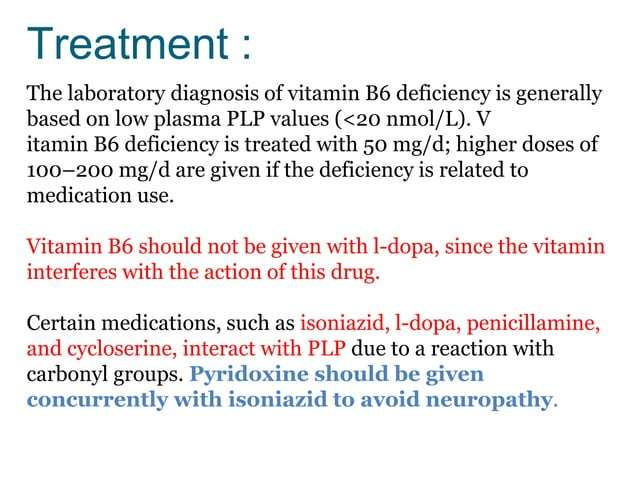 Treatment :
The laboratory diagnosis of vitamin B6 deficiency is generally
based on low plasma PLP values (<20 nmol/L). V
itamin B6 deficiency is treated with 50 mg/d; higher doses of
100–200 mg/d are given if the deficiency is related to
medication use.
Vitamin B6 should not be given with l-dopa, since the vitamin
interferes with the action of this drug.
Certain medications, such as isoniazid, l-dopa, penicillamine,
and cycloserine, interact with PLP due to a reaction with
carbonyl groups. Pyridoxine should be given
concurrently with isoniazid to avoid neuropathy.